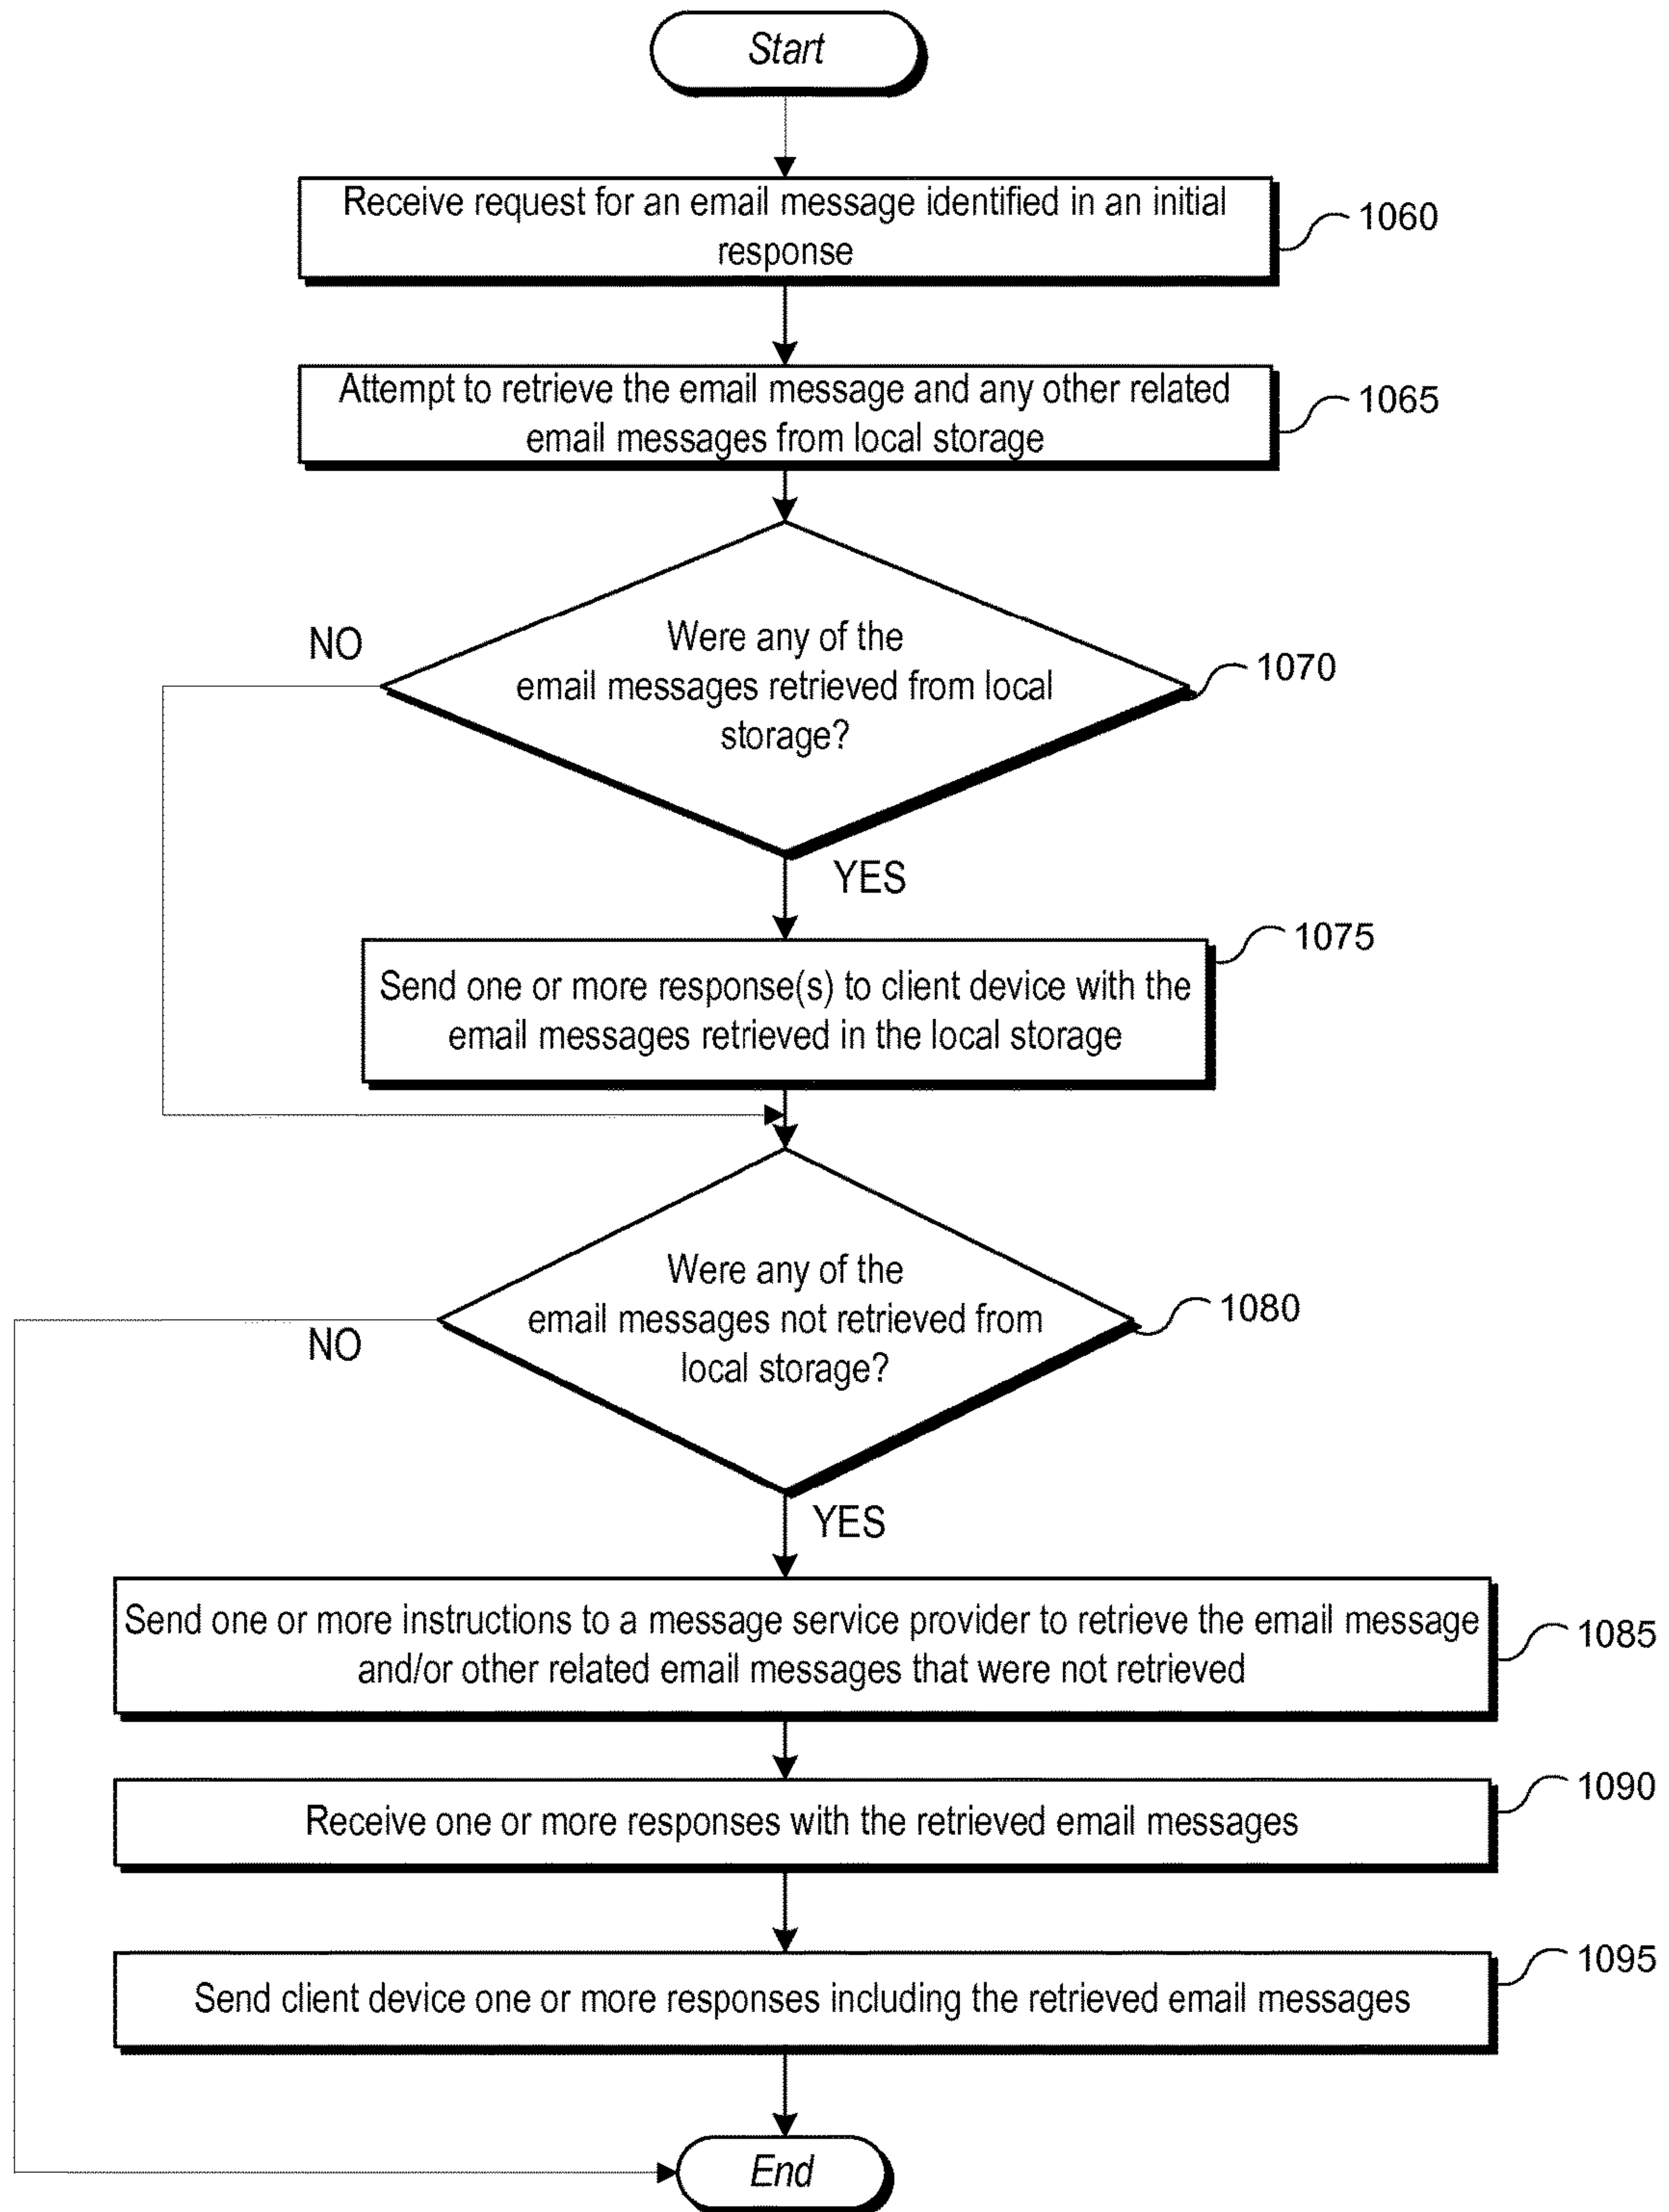 Start
Receive request for an email message identified in an initial
response
1060
Attempt to retrieve the email message and any other related
email messages from local storage
1065
NO
Were any of the
email messages retrieved from local
storage?
1070
YES
1075
Send one or more response(s) to client device with the
email messages retrieved in the local storage
Were any of the
email messages not retrieved from
local storage?
1080
NO
YES
Send one or more instructions to a message service provider to retrieve the email message
and/or other related email messages that were not retrieved
1085
1090
Receive one or more responses with the retrieved email messages
1095
Send client device one or more responses including the retrieved email messages
End